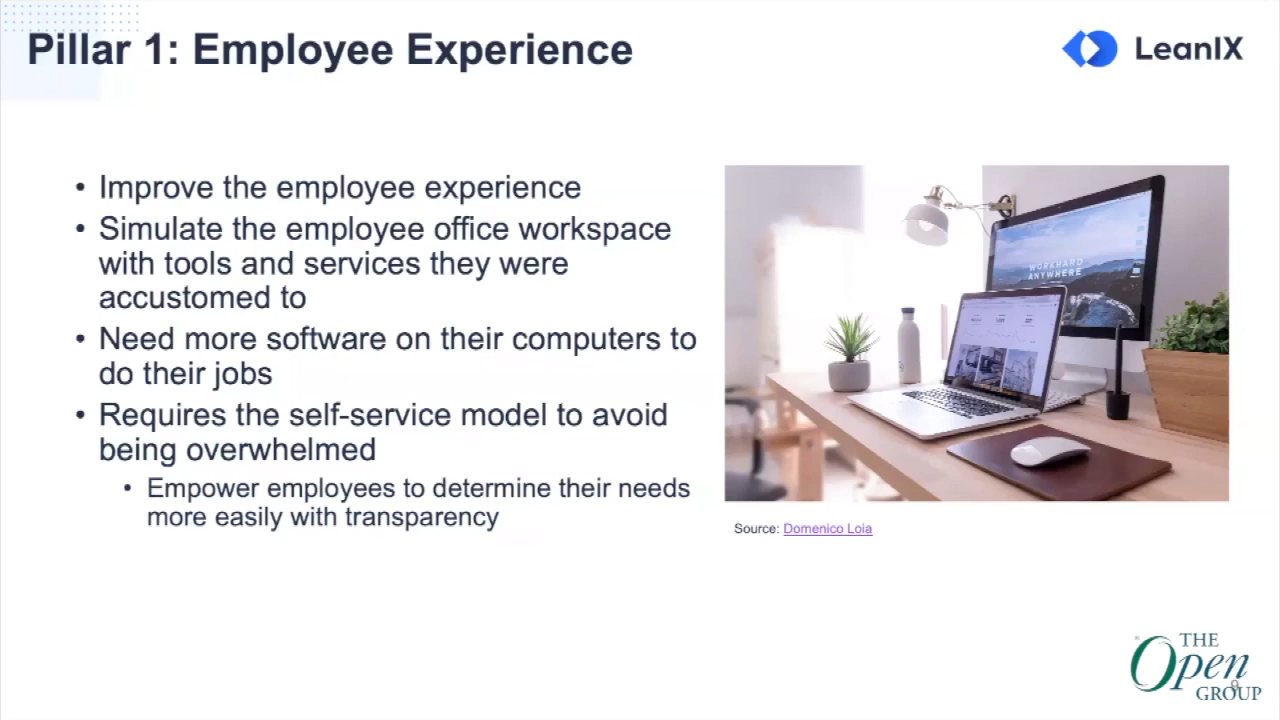 Pillar 1: Employee Experience
LeanIX
• Improve the employee experience
• Simulate the employee office workspace
with tools and services they were
accustomed to
• Need more software on their computers to
do their jobs
• Requires the self-service model to avoid
being overwhelmed
• Empower employees to determine their needs
more easily with transparency
WORKHARD
ANYWHERE
Source: Domenico Loia
THE
Open
GROUP
9